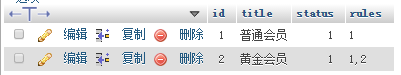 id title status rules
编辑 复制 删除 1 普通会员 1 1
编辑 复制 删除 2 黄金会员 1 1,2